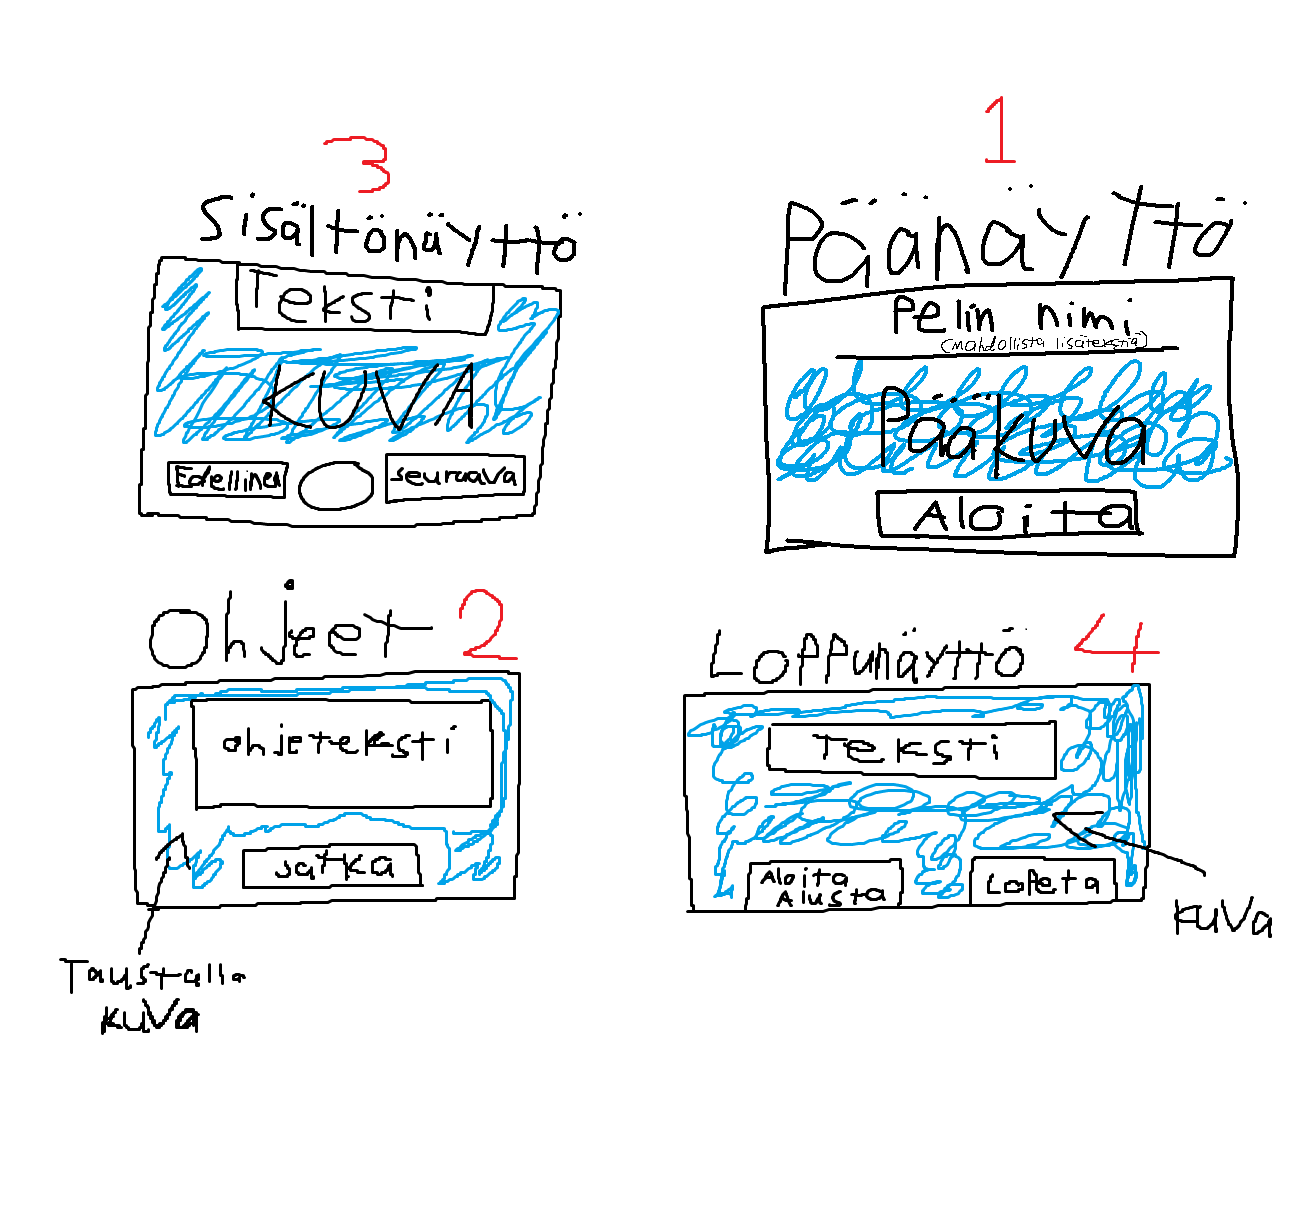 3
Sisältönäyttö
Teksti
KUVA
Edellinen
seuraava
1
Päänäyttö
Pelin nimi
(Mahdollista lisätekstiä)
Pääkuva
Aloita
Ohjeet 2
ohjeteksti
jatka
Taustalla
kuva
Loppunäyttö 4
Teksti
Aloita
Alusta
Lopeta
kuva